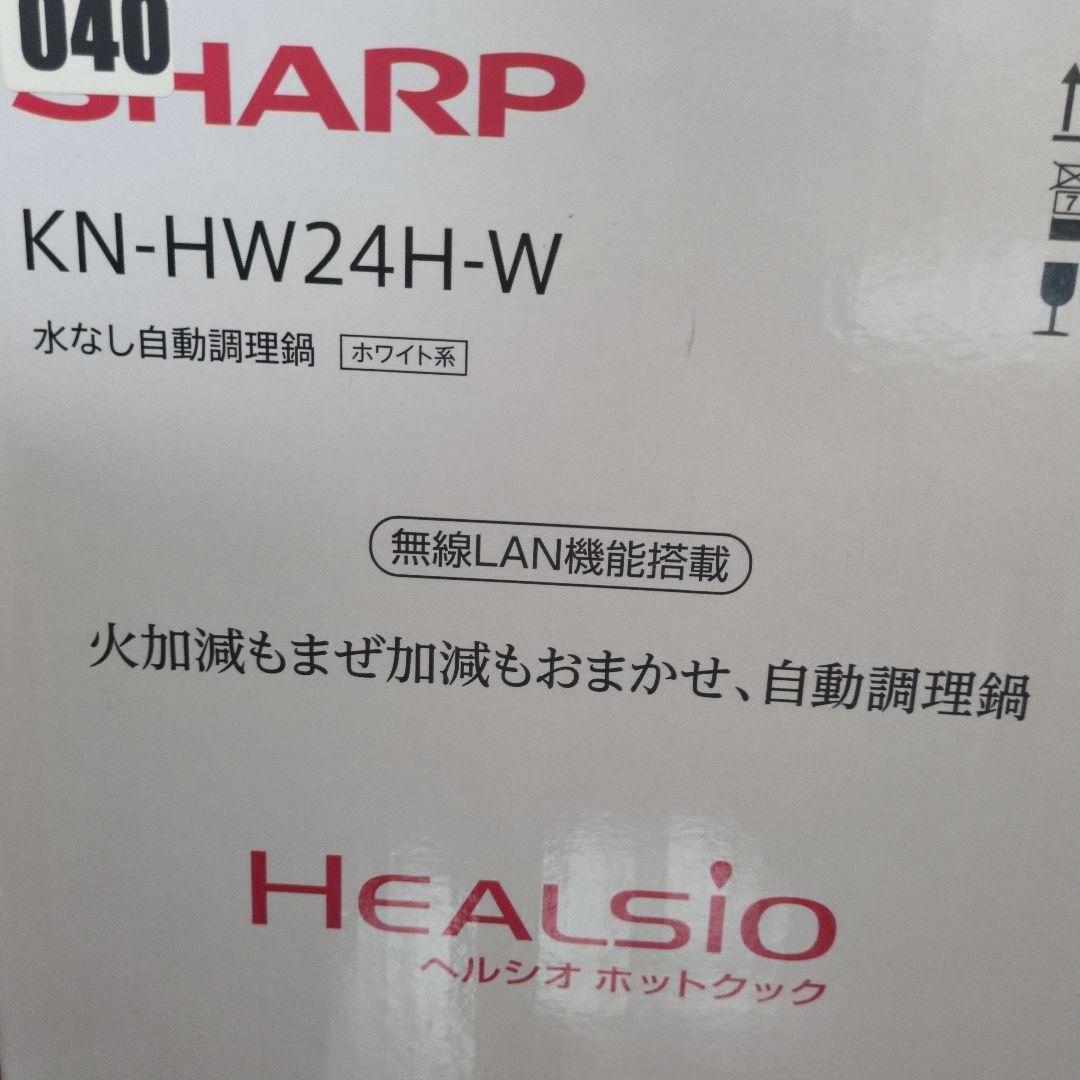 040
SHARP
KN-HW24H-W
水なし自動調理鍋 ホワイト系
7
無線LAN機能搭載
火加減もまぜ加減もおまかせ、自動調理鍋
HEALSIO
ヘルシオ ホットクック